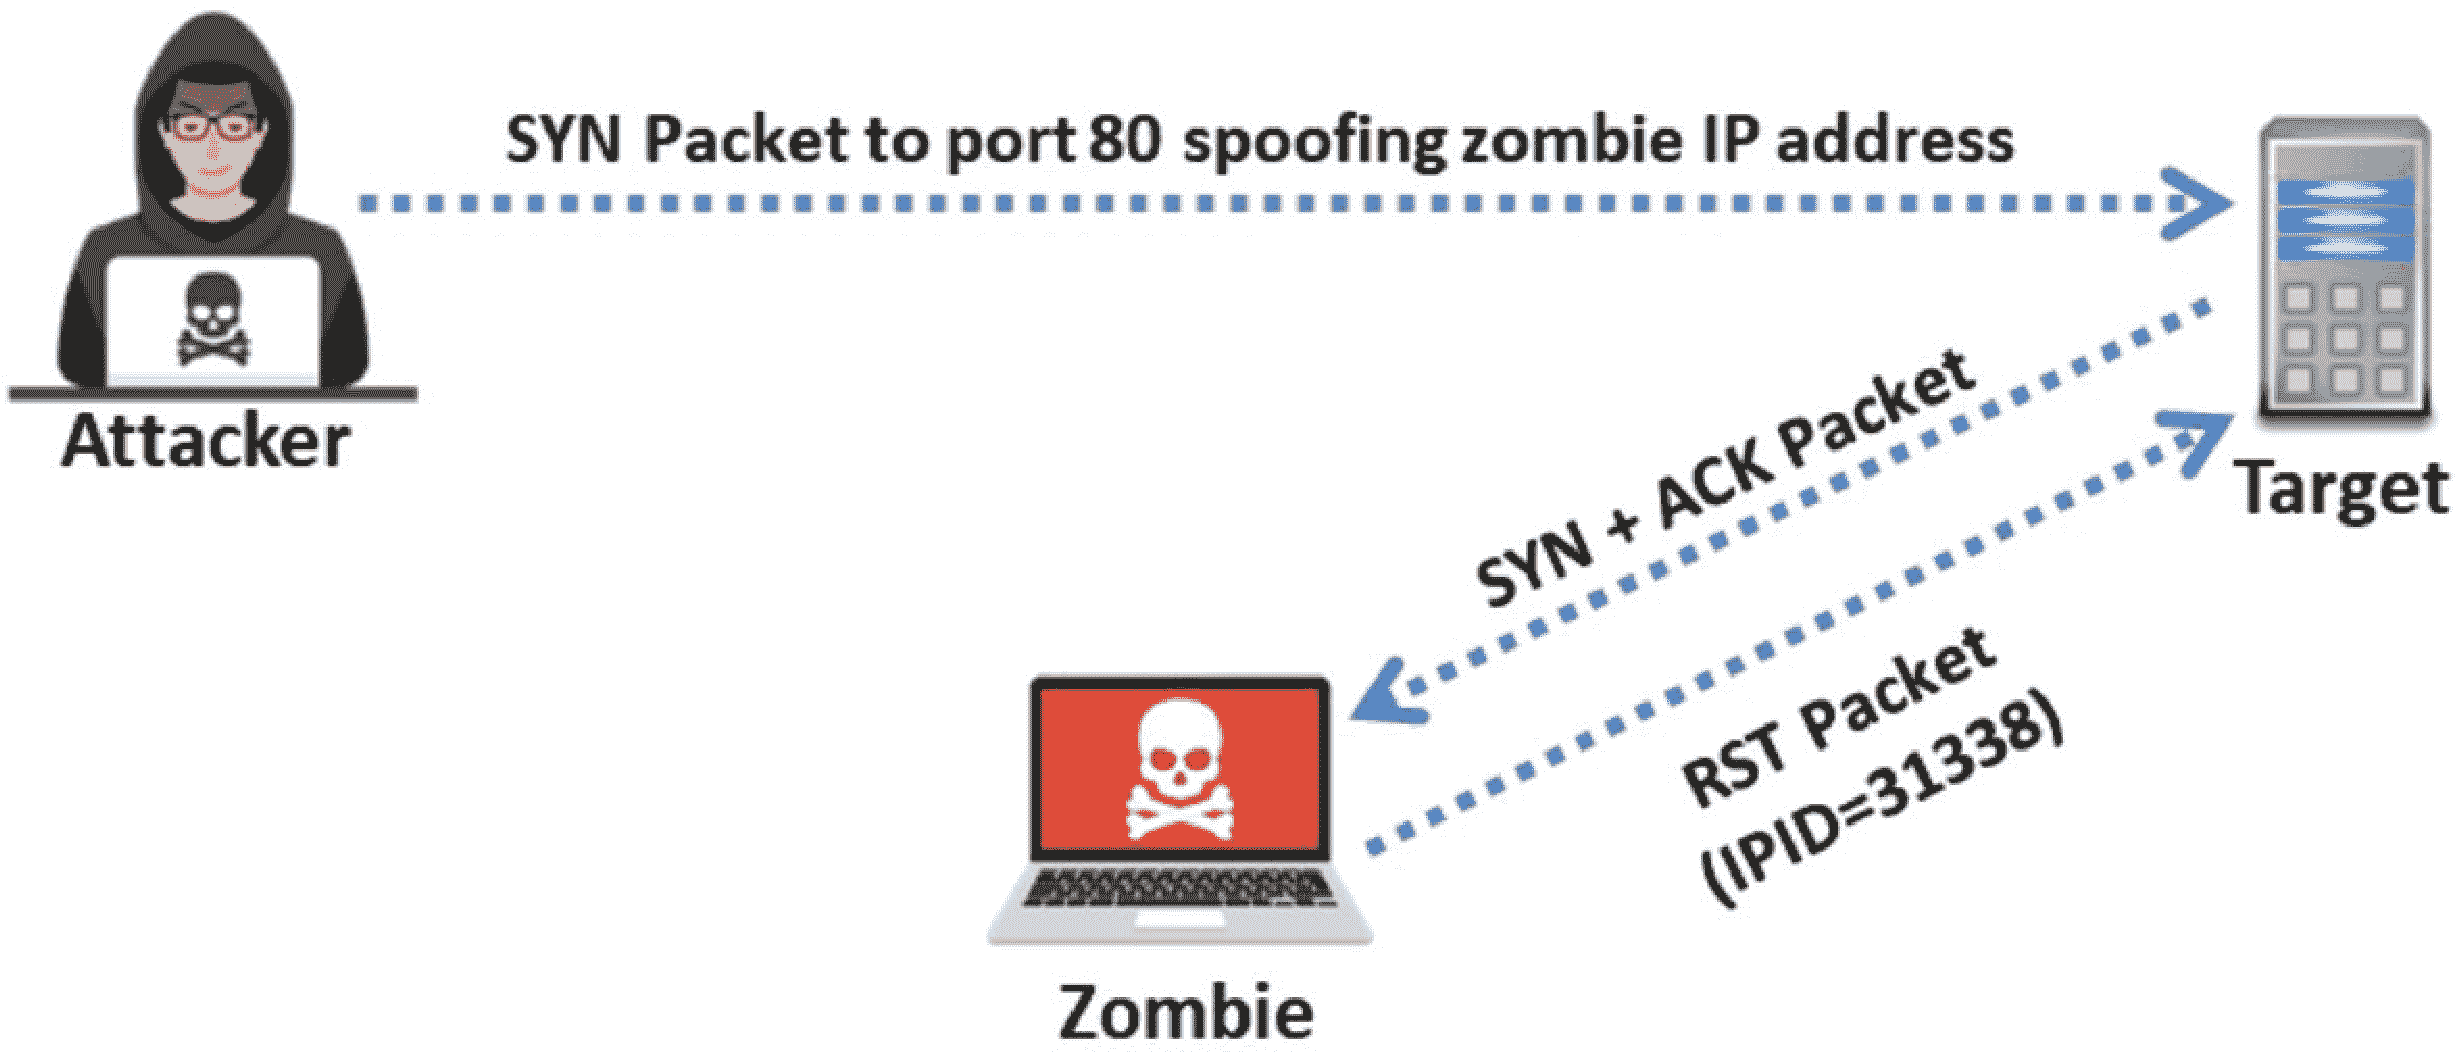 SYN Packet to port 80 spoofing zombie IP address
Attacker
Target
SYN + ACK Packet
RST Packet
(IPID=31338)
Zombie